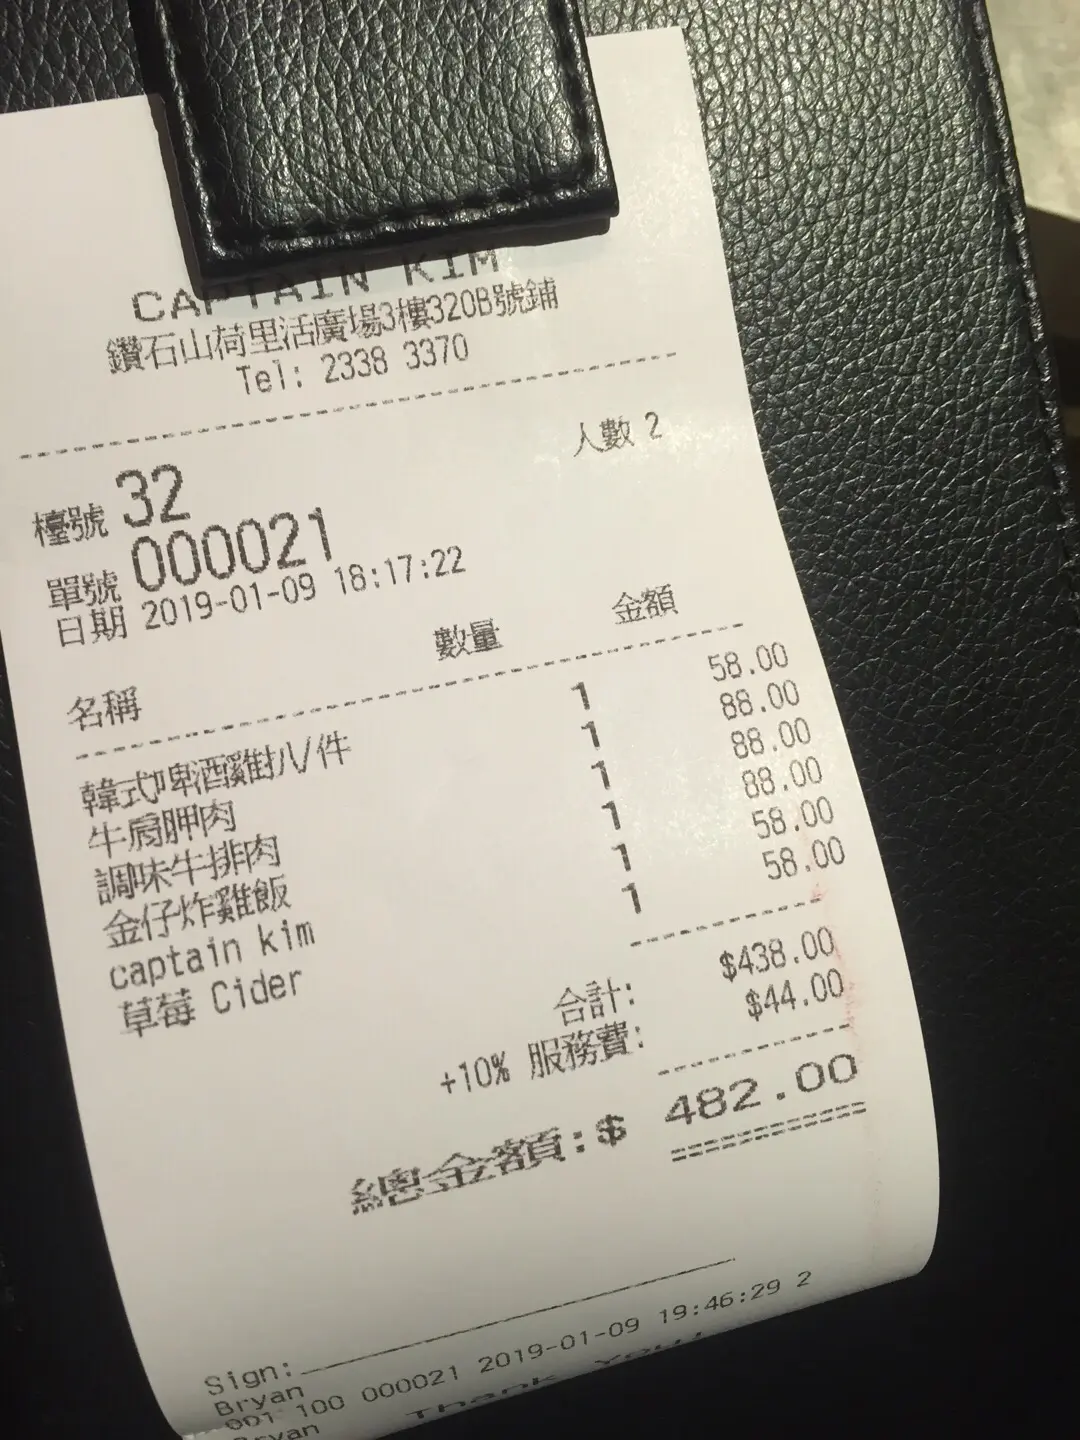 CAPTAIN KIM
鑽石山荷里活廣場3樓320B號鋪
Tel: 2338 3370
人數 2
檯號 32
單號 000021
日期 2019-01-09 18:17:22
名稱 數量 金額
韓式啤酒雞對八/件 1 58.00
牛肩胛肉 1 88.00
調味牛排肉 1 88.00
金仔炸雞飯 1 88.00
captain kim 1 58.00
草莓 Cider 1 58.00
合計: $438.00
+10% 服務費: $44.00
總金額:$ 482.00
Sign:
Bryan
001 100 000021 2019-01-09 19:46:29 2
Bryan
Thank You!